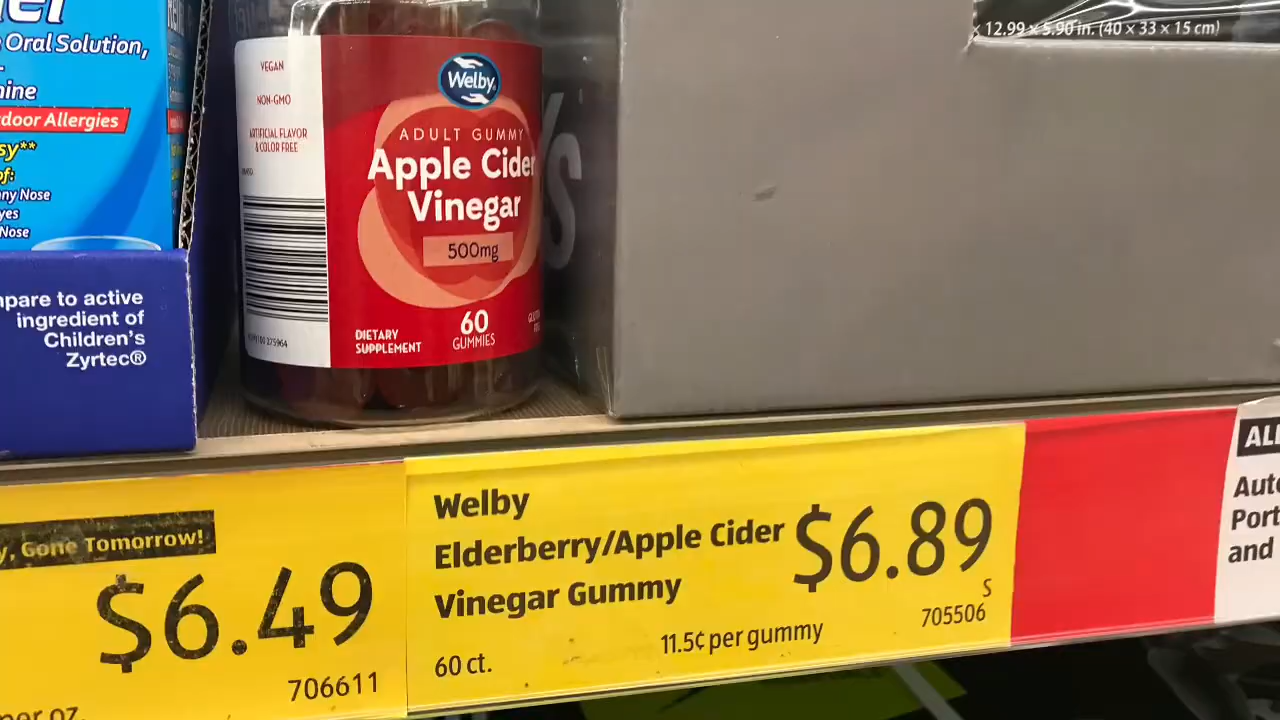 Oral Solution,
door Allergies
of:
Nose
Nose
pare to active
ingredient of
Children's
Zyrtec®
VEGAN
NON-GMO
ARTIFICIAL FLAVOR
& COLOR FREE
Welby®
ADULT GUMMY
Apple Cider
Vinegar
500mg
DIETARY
SUPPLEMENT
60
GUMMIES
× 12.99 × 5.90 in. (40 × 33 × 15 cm)
, Gone Tomorrow!
$6.49
706611
per oz.
Welby
Elderberry/Apple Cider
Vinegar Gummy
60 ct.
11.5¢ per gummy
$6.89
S
705506
Port
and